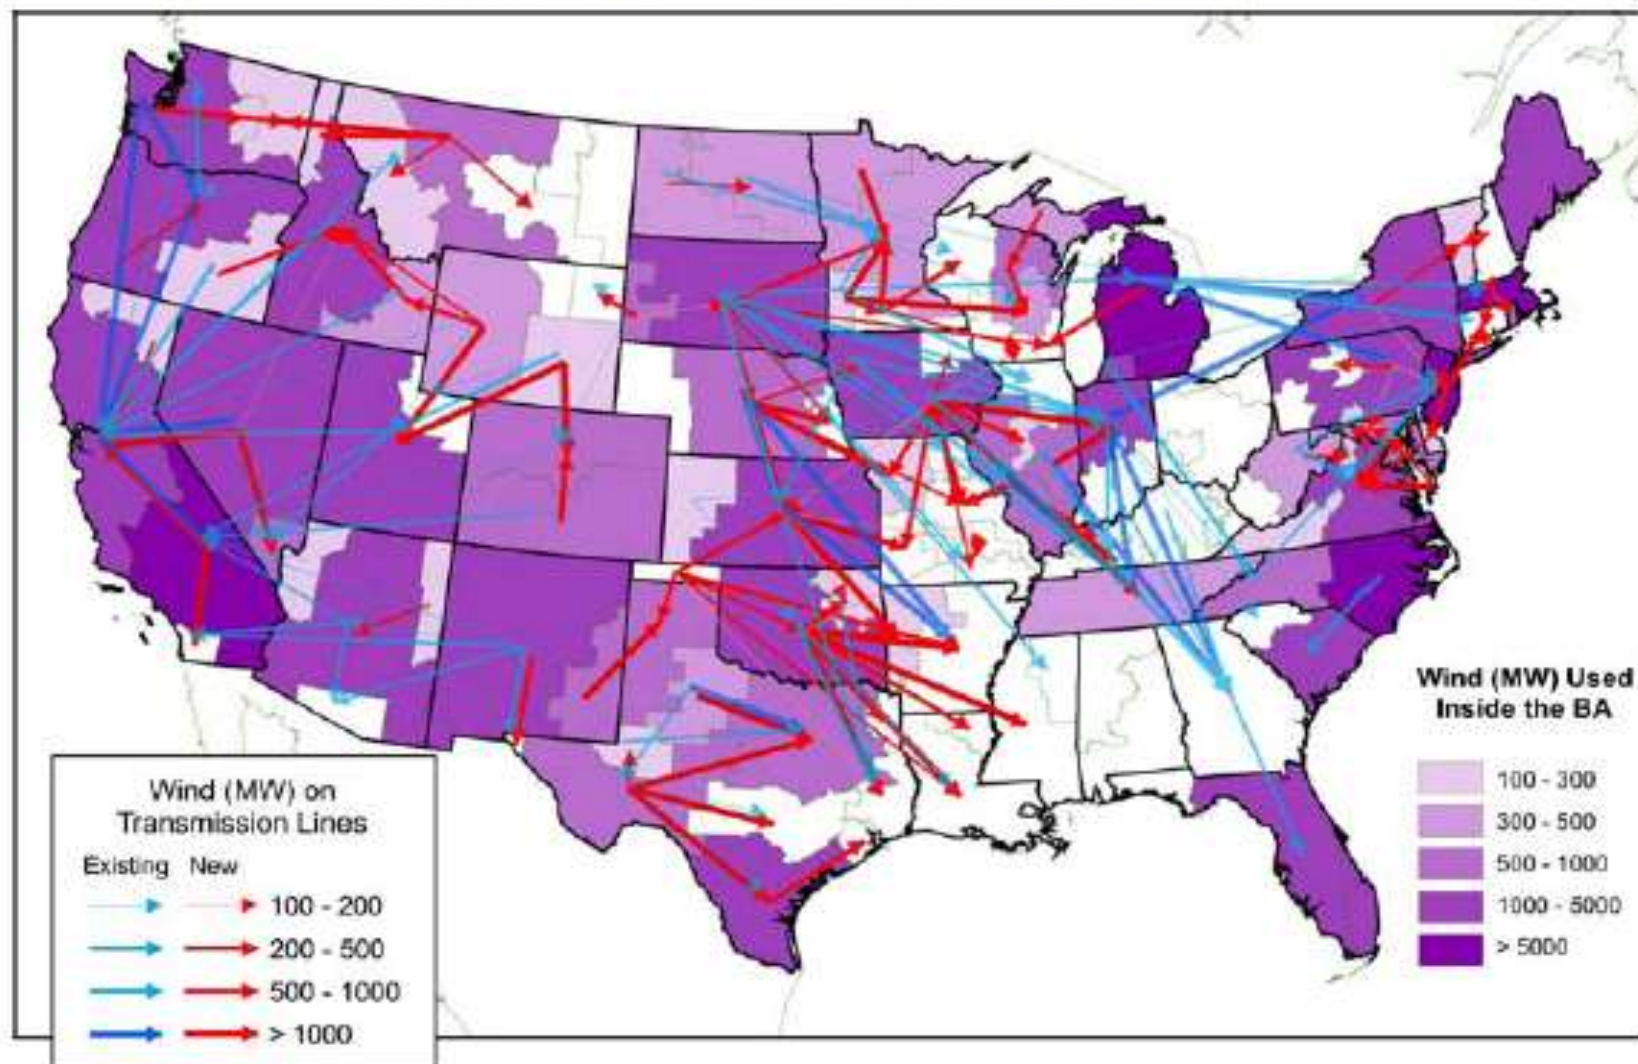 Wind (MW) Used
Inside the BA
100 - 300
300 - 500
500 - 1000
1000 - 5000
> 5000
Wind (MW) on
Transmission Lines
Existing New
100 - 200
200 - 500
500 - 1000
> 1000